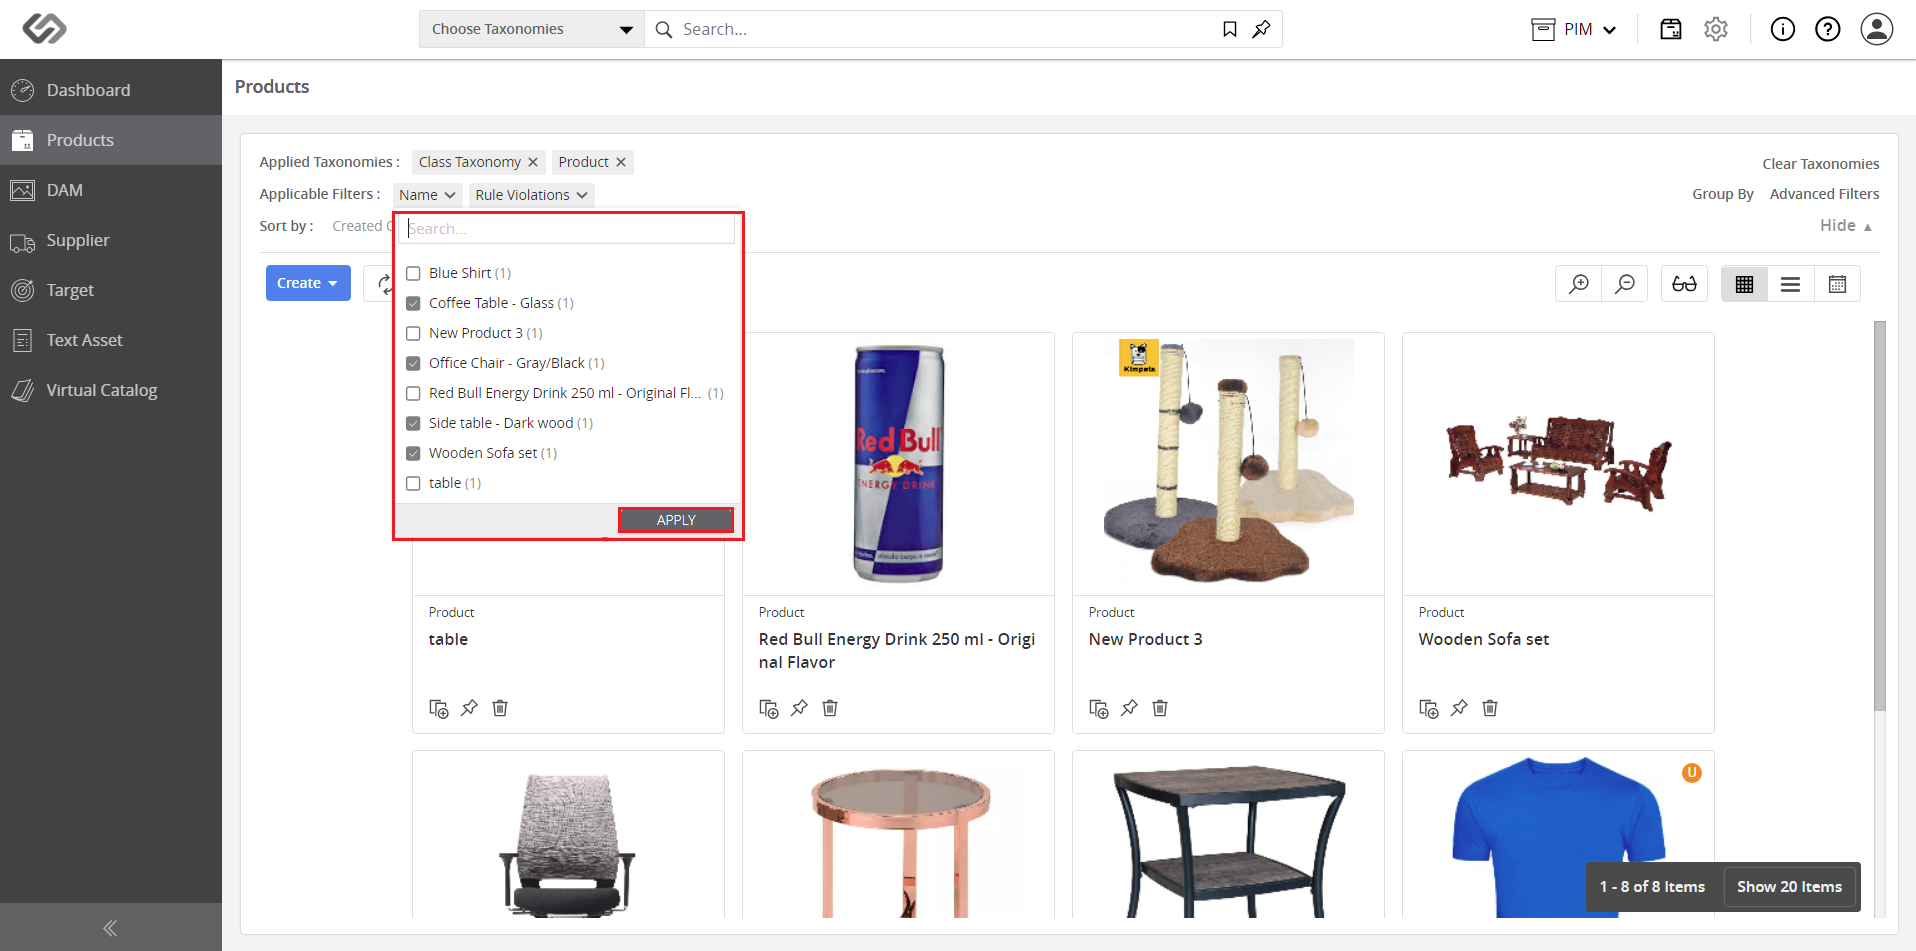 Choose Taxonomies
Search...
PIM
Dashboard
Products
DAM
Supplier
Target
Text Asset
Virtual Catalog
Products
Applied Taxonomies :
Class Taxonomy
Product
Clear Taxonomies
Applicable Filters :
Name
Rule Violations
Group By
Advanced Filters
Sort by :
Created O
Hide
Search...
Blue Shirt (1)
Coffee Table - Glass (1)
New Product 3 (1)
Office Chair - Gray/Black (1)
Red Bull Energy Drink 250 ml - Original Fl... (1)
Side table - Dark wood (1)
Wooden Sofa set (1)
table (1)
APPLY
Create
Red Bull
ENERGY DRINK
Kimpets
Product
table
Product
Red Bull Energy Drink 250 ml - Origi
nal Flavor
Product
New Product 3
Product
Wooden Sofa set
U
1 - 8 of 8 Items
Show 20 Items